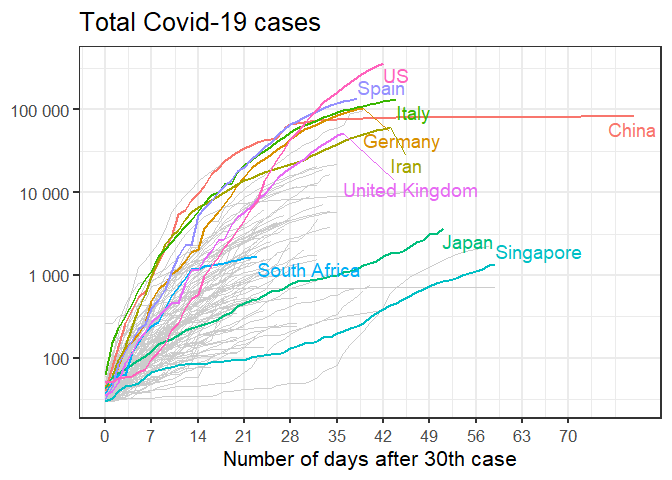 Total Covid-19 cases
US
Spain
100 000
Italy
China
Germany
Iran
10 000
United Kingdom
Japan
Singapore
1 000
South Africa
100
0 7 14 21 28 35 42 49 56 63 70
Number of days after 30th case